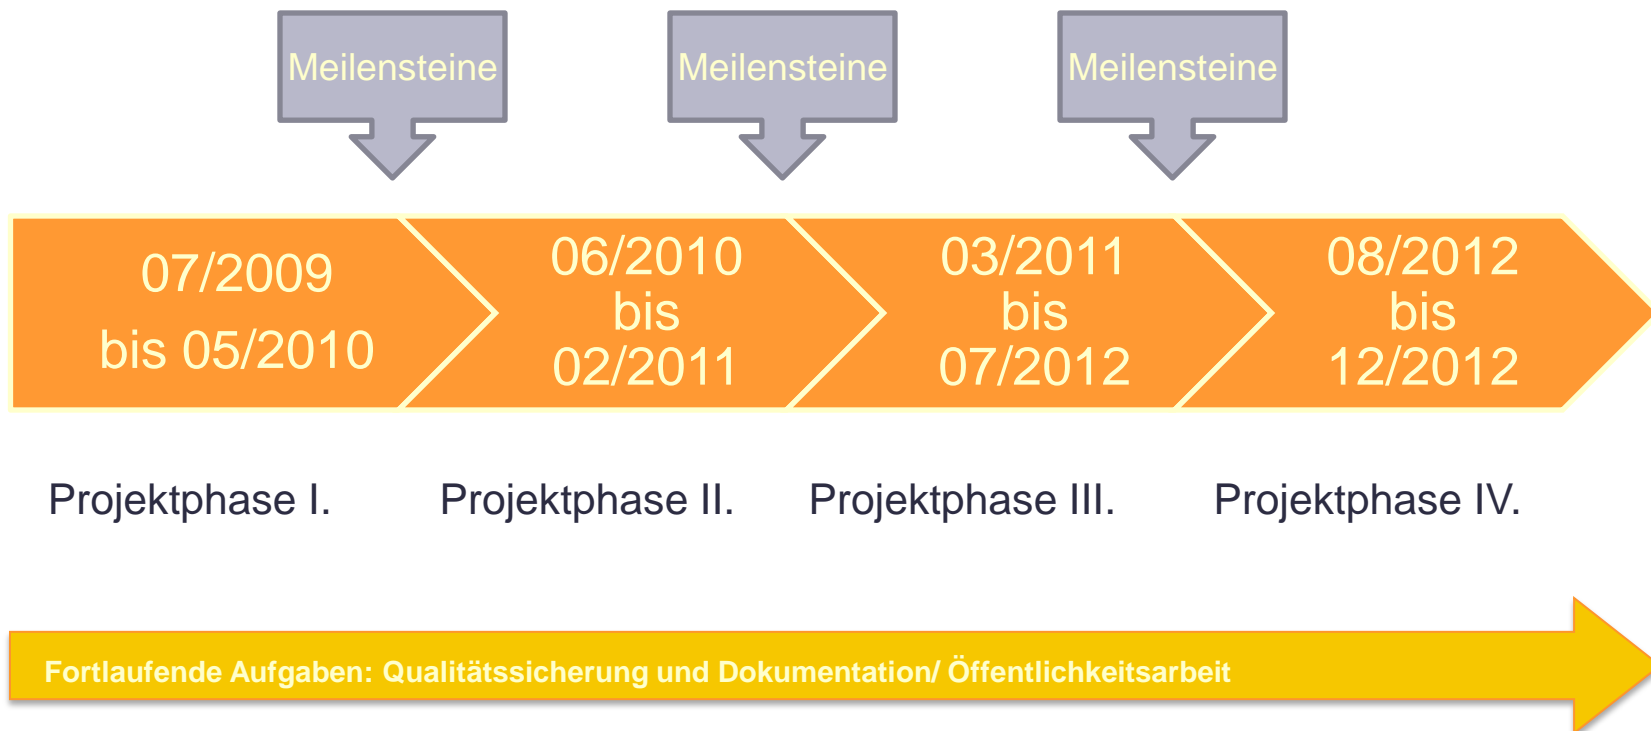 Meilensteine
Meilensteine
Meilensteine
07/2009
bis 05/2010
06/2010
bis
02/2011
03/2011
bis
07/2012
08/2012
bis
12/2012
Projektphase I.
Projektphase II.
Projektphase III.
Projektphase IV.
Fortlaufende Aufgaben: Qualitätssicherung und Dokumentation/ Öffentlichkeitsarbeit